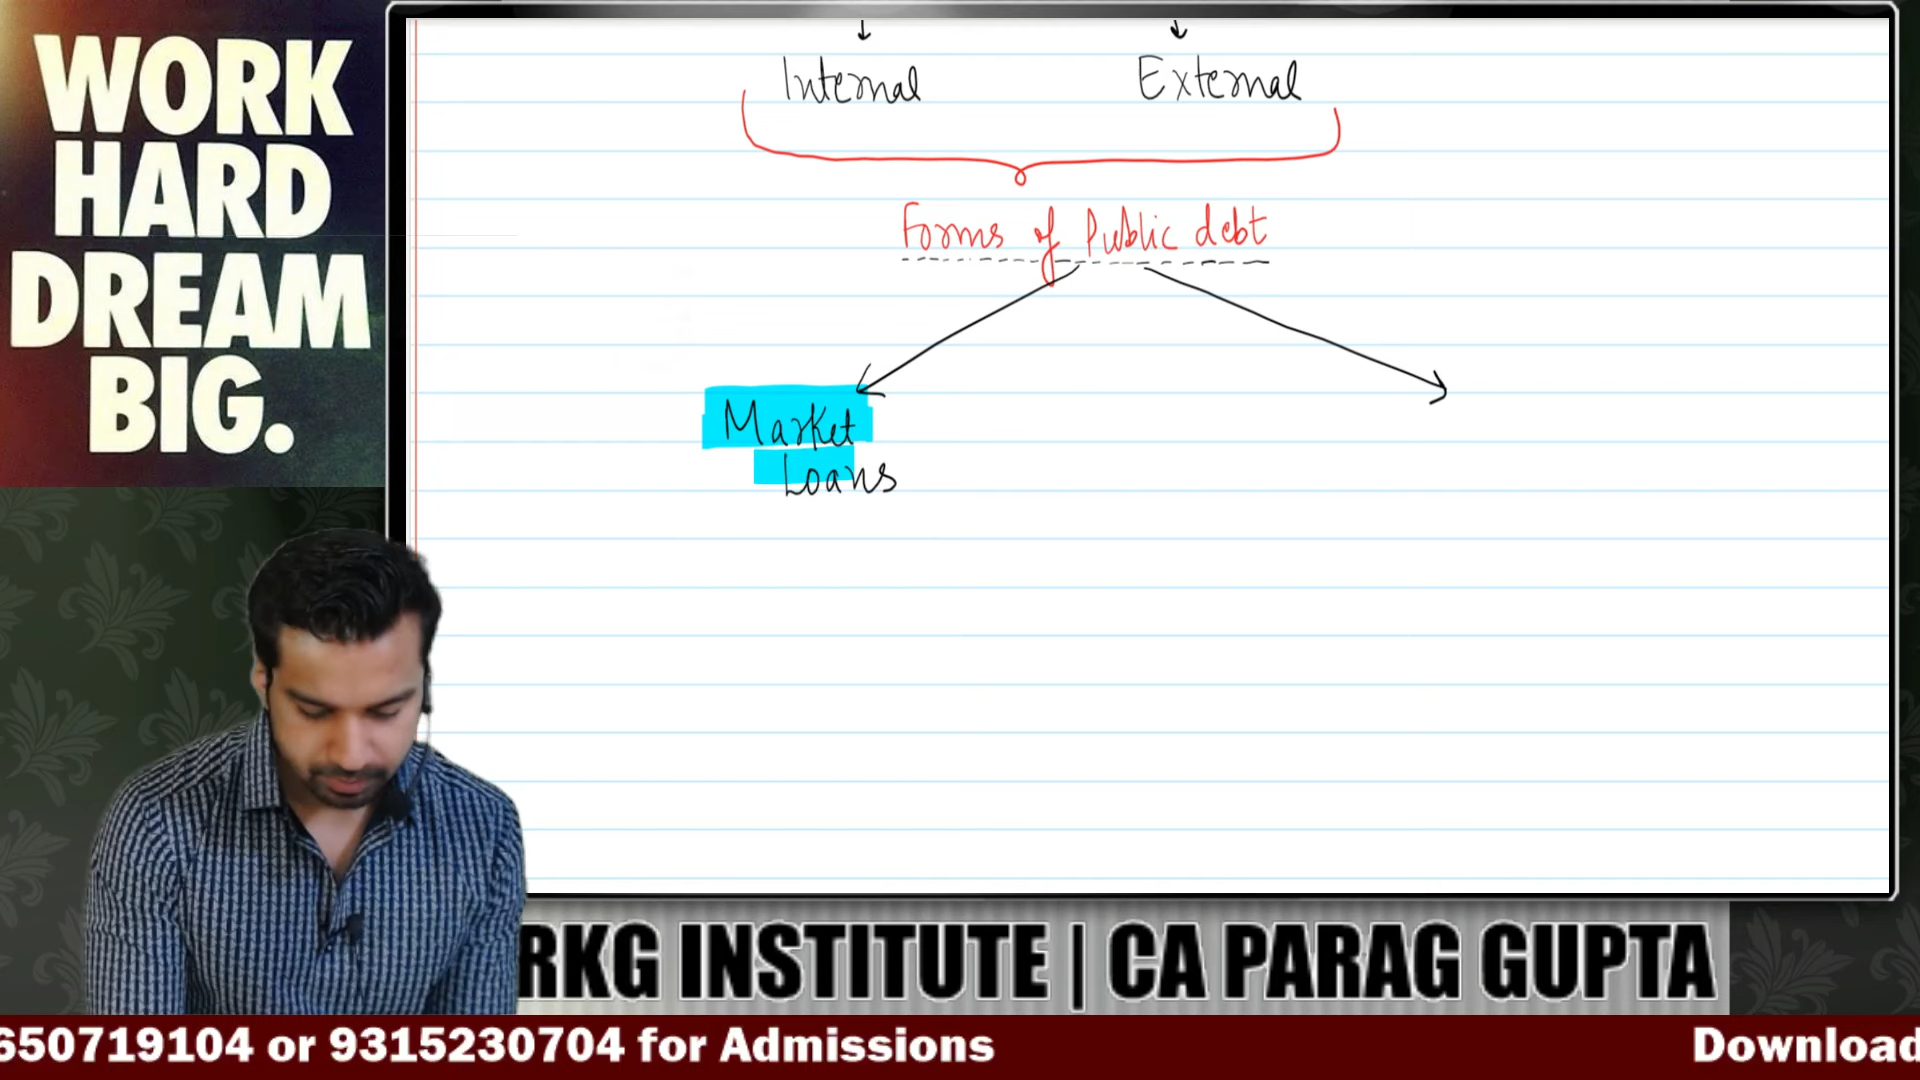 WORK
HARD
DREAM
BIG.
Internal External
Forms of Public debt
Market
Loans
RKG INSTITUTE | CA PARAG GUPTA
650719104 or 9315230704 for Admissions Download